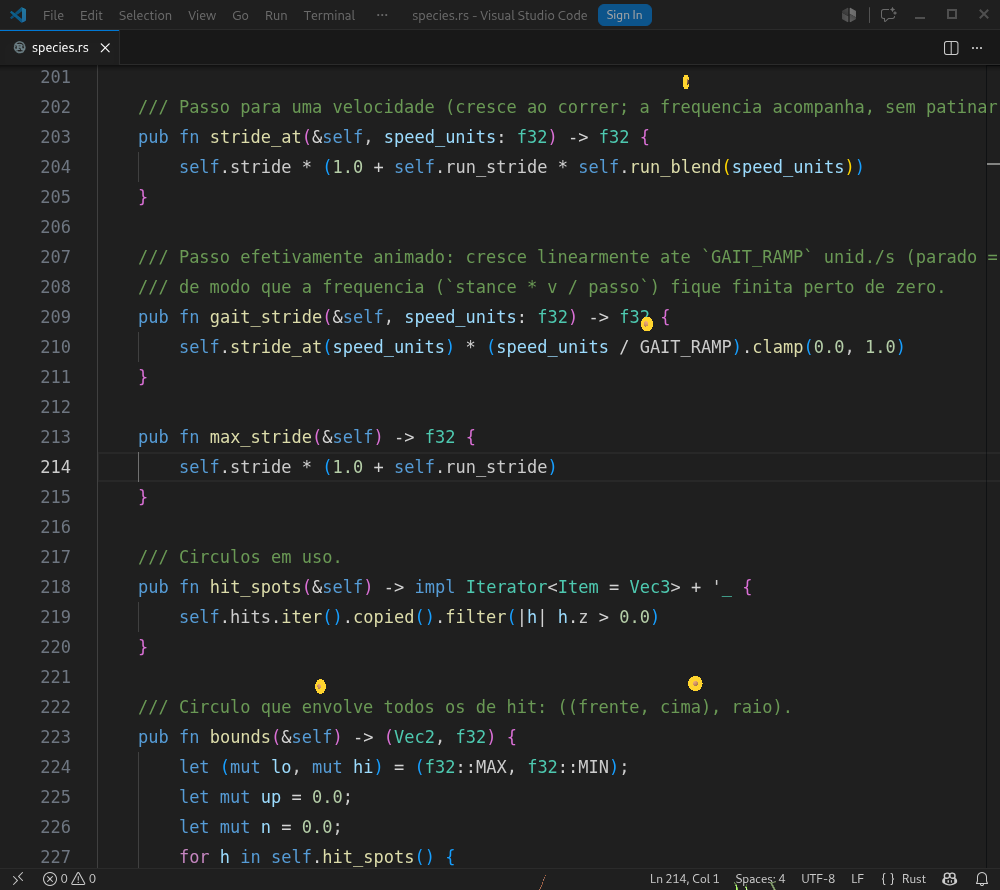 File Edit Selection View Go Run Terminal ··· species.rs - Visual Studio Code Sign In
species.rs
201
202 /// Passo para uma velocidade (cresce ao correr; a frequencia acompanha, sem patinar
203 pub fn stride_at(&self, speed_units: f32) -> f32 {
204 self.stride * (1.0 + self.run_stride * self.run_blend(speed_units))
205 }
206
207 /// Passo efetivamente animado: cresce linearmente ate `GAIT_RAMP` unid./s (parado =
208 /// de modo que a frequencia (`stance * v / passo`) fique finita perto de zero.
209 pub fn gait_stride(&self, speed_units: f32) -> f32 {
210 self.stride_at(speed_units) * (speed_units / GAIT_RAMP).clamp(0.0, 1.0)
211 }
212
213 pub fn max_stride(&self) -> f32 {
214 self.stride * (1.0 + self.run_stride)
215 }
216
217 /// Circulos em uso.
218 pub fn hit_spots(&self) -> impl Iterator<Item = Vec3> + '_ {
219 self.hits.iter().copied().filter(|h| h.z > 0.0)
220 }
221
222 /// Circulo que envolve todos os de hit: ((frente, cima), raio).
223 pub fn bounds(&self) -> (Vec2, f32) {
224 let (mut lo, mut hi) = (f32::MAX, f32::MIN);
225 let mut up = 0.0;
226 let mut n = 0.0;
227 for h in self.hit_spots() {
0 0 Ln 214, Col 1 Spaces: 4 UTF-8 LF { } Rust